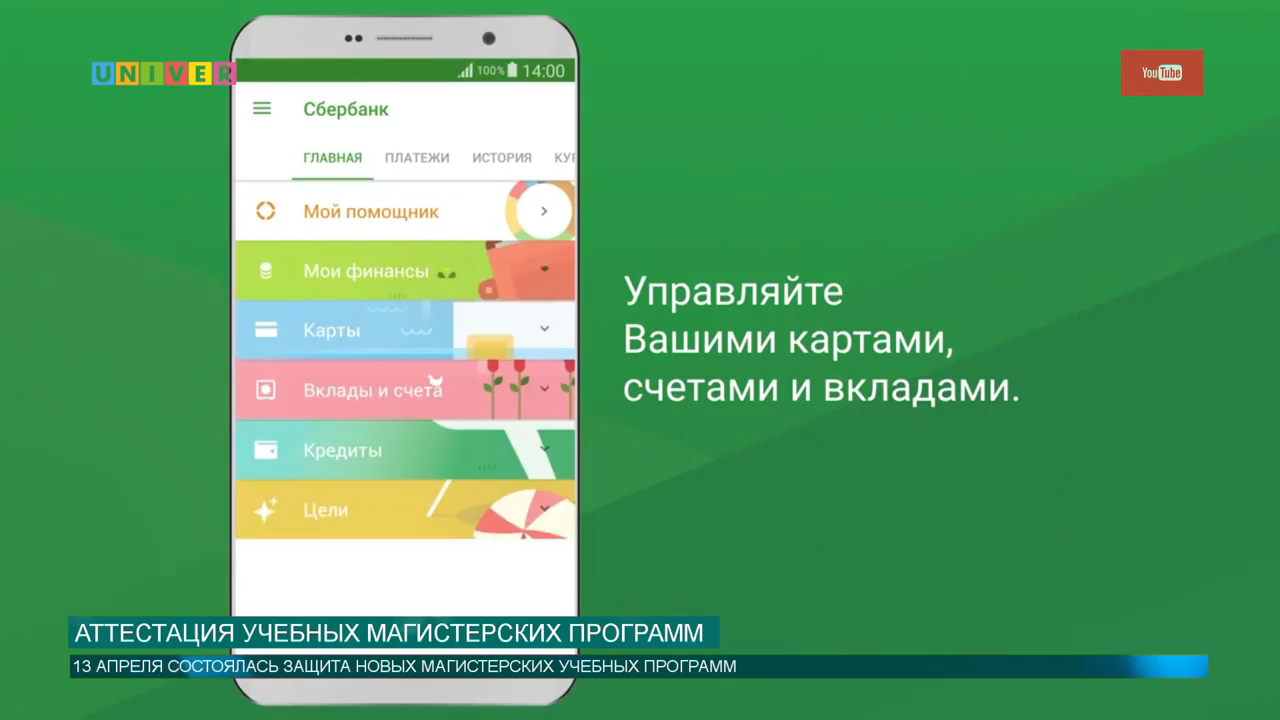 UNIVER
YouTube
100% 14:00
Сбербанк
ГЛАВНАЯ ПЛАТЕЖИ ИСТОРИЯ
Мой помощник
Мои финансы
Карты
Вклады и счета
Кредиты
Цели
Управляйте
Вашими картами,
счетами и вкладами.
АТТЕСТАЦИЯ УЧЕБНЫХ МАГИСТЕРСКИХ ПРОГРАММ
13 АПРЕЛЯ СОСТОЯЛАСЬ ЗАЩИТА НОВЫХ МАГИСТЕРСКИХ УЧЕБНЫХ ПРОГРАММ